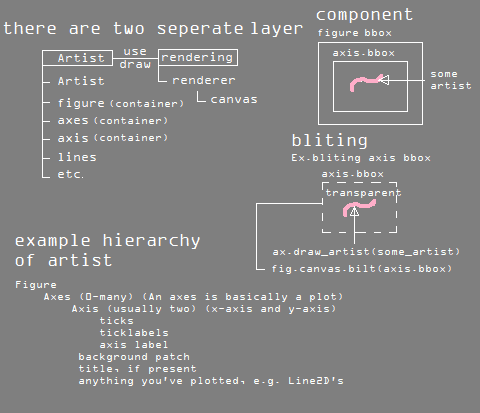 there are two seperate layer
Artist
use
draw
rendering
Artist
renderer
figure (container)
canvas
axes (container)
axis (container)
lines
etc.
component
figure bbox
axis-bbox
some
artist
bliting
Ex.bliting axis bbox
axis-bbox
transparent
ax.draw_artist(some_artist)
fig.canvas.bilt(axis.bbox)
example hierarchy
of artist
Figure
Axes (0-many) (An axes is basically a plot)
Axis (usually two) (x-axis and y-axis)
ticks
ticklabels
axis label
background patch
title, if present
anything you've plotted, e.g. Line2D's